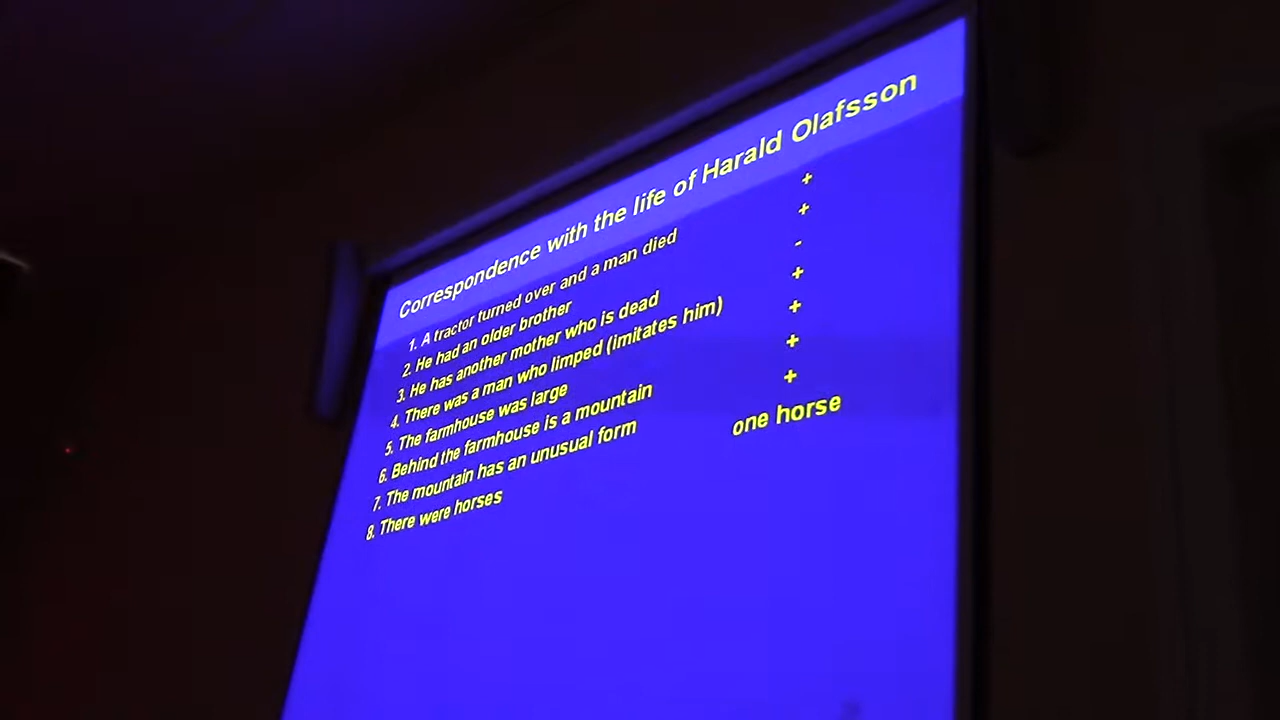 Correspondence with the life of Harald Olafsson
1. A tractor turned over and a man died +
2. He had an older brother +
3. He has another mother who is dead -
4. There was a man who limped (imitates him) +
5. The farmhouse was large +
6. Behind the farmhouse is a mountain +
7. The mountain has an unusual form +
8. There were horses one horse